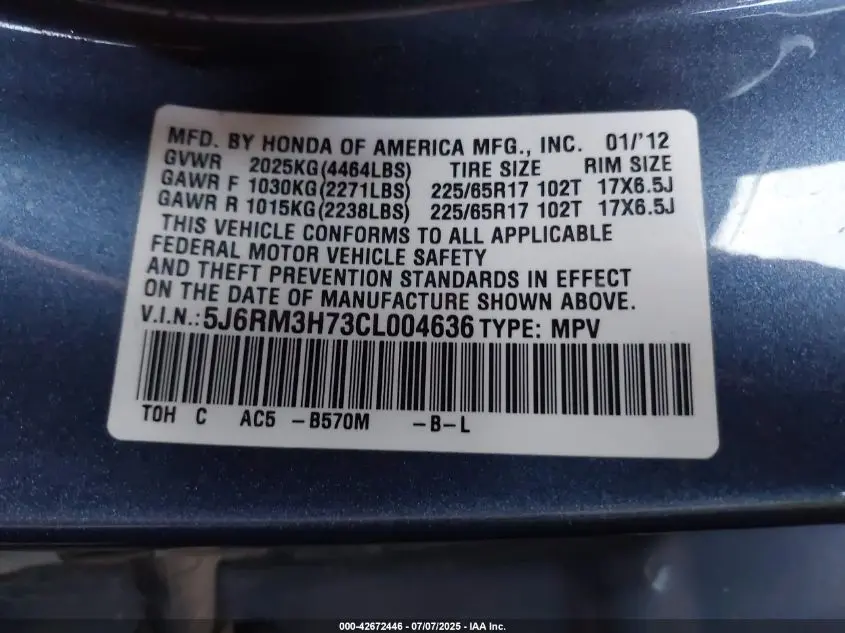 MFD. BY HONDA OF AMERICA MFG., INC. 01/'12
GVWR 2025KG(4464LBS) TIRE SIZE RIM SIZE
GAWR F 1030KG(2271LBS) 225/65R17 102T 17X6.5J
GAWR R 1015KG(2238LBS) 225/65R17 102T 17X6.5J
THIS VEHICLE CONFORMS TO ALL APPLICABLE
FEDERAL MOTOR VEHICLE SAFETY
AND THEFT PREVENTION STANDARDS IN EFFECT
ON THE DATE OF MANUFACTURE SHOWN ABOVE.
V.I.N.: 5J6RM3H73CL004636 TYPE: MPV
TOH C AC5 -B570M -B-L
000-42672446 - 07/07/2025 - IAA Inc.